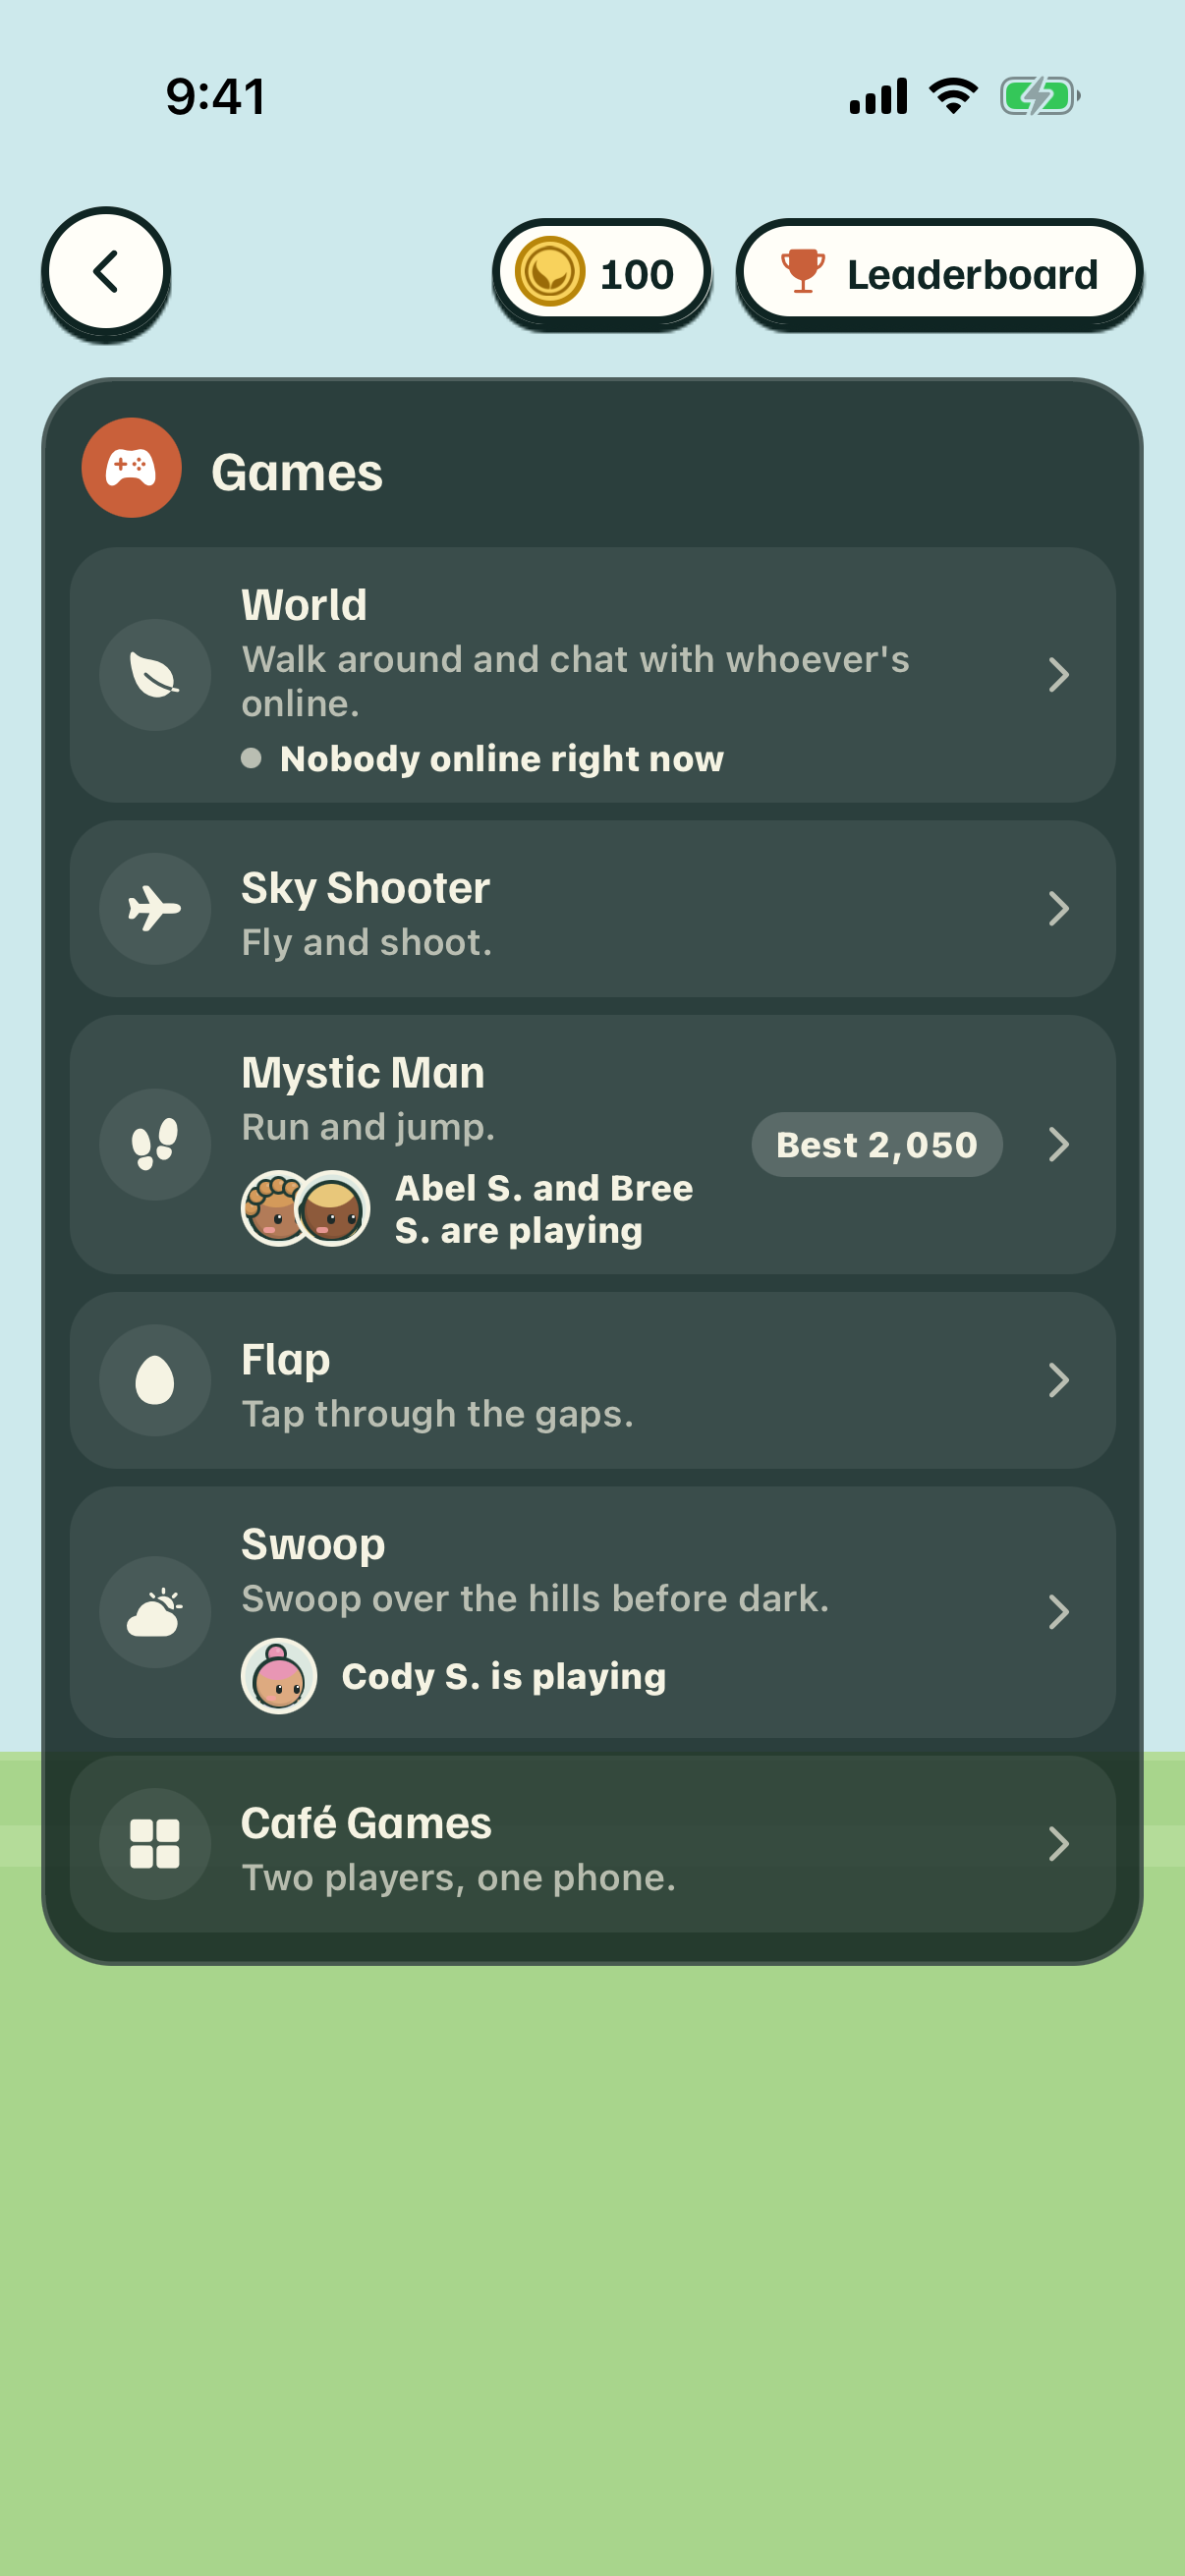 9:41
100
Leaderboard
Games
World
Walk around and chat with whoever's
online.
Nobody online right now
Sky Shooter
Fly and shoot.
Mystic Man
Run and jump.
Best 2,050
Abel S. and Bree
S. are playing
Flap
Tap through the gaps.
Swoop
Swoop over the hills before dark.
Cody S. is playing
Café Games
Two players, one phone.